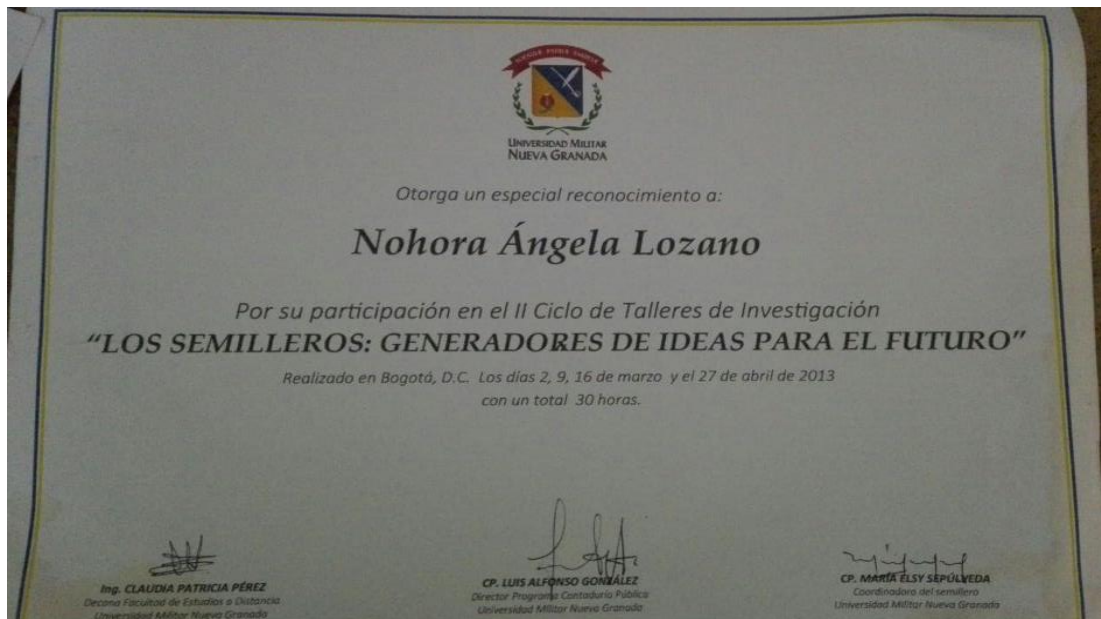 UNIVERSIDAD MILITAR
NUEVA GRANADA
Otorga un especial reconocimiento a:
Nohora Ángela Lozano
Por su participación en el II Ciclo de Talleres de Investigación
“LOS SEMILLEROS: GENERADORES DE IDEAS PARA EL FUTURO”
Realizado en Bogotá, D.C. Los días 2, 9, 16 de marzo y el 27 de abril de 2013
con un total 30 horas.
Ing. CLAUDIA PATRICIA PÉREZ
Decana Facultad de Estudios a Distancia
Universidad Militar Nueva Granada
CP. LUIS ALFONSO GONZÁLEZ
Director Programa Contaduría Pública
Universidad Militar Nueva Granada
CP. MARÍA ELSY SEPÚLVEDA
Coordinadora del semillero
Universidad Militar Nueva Granada